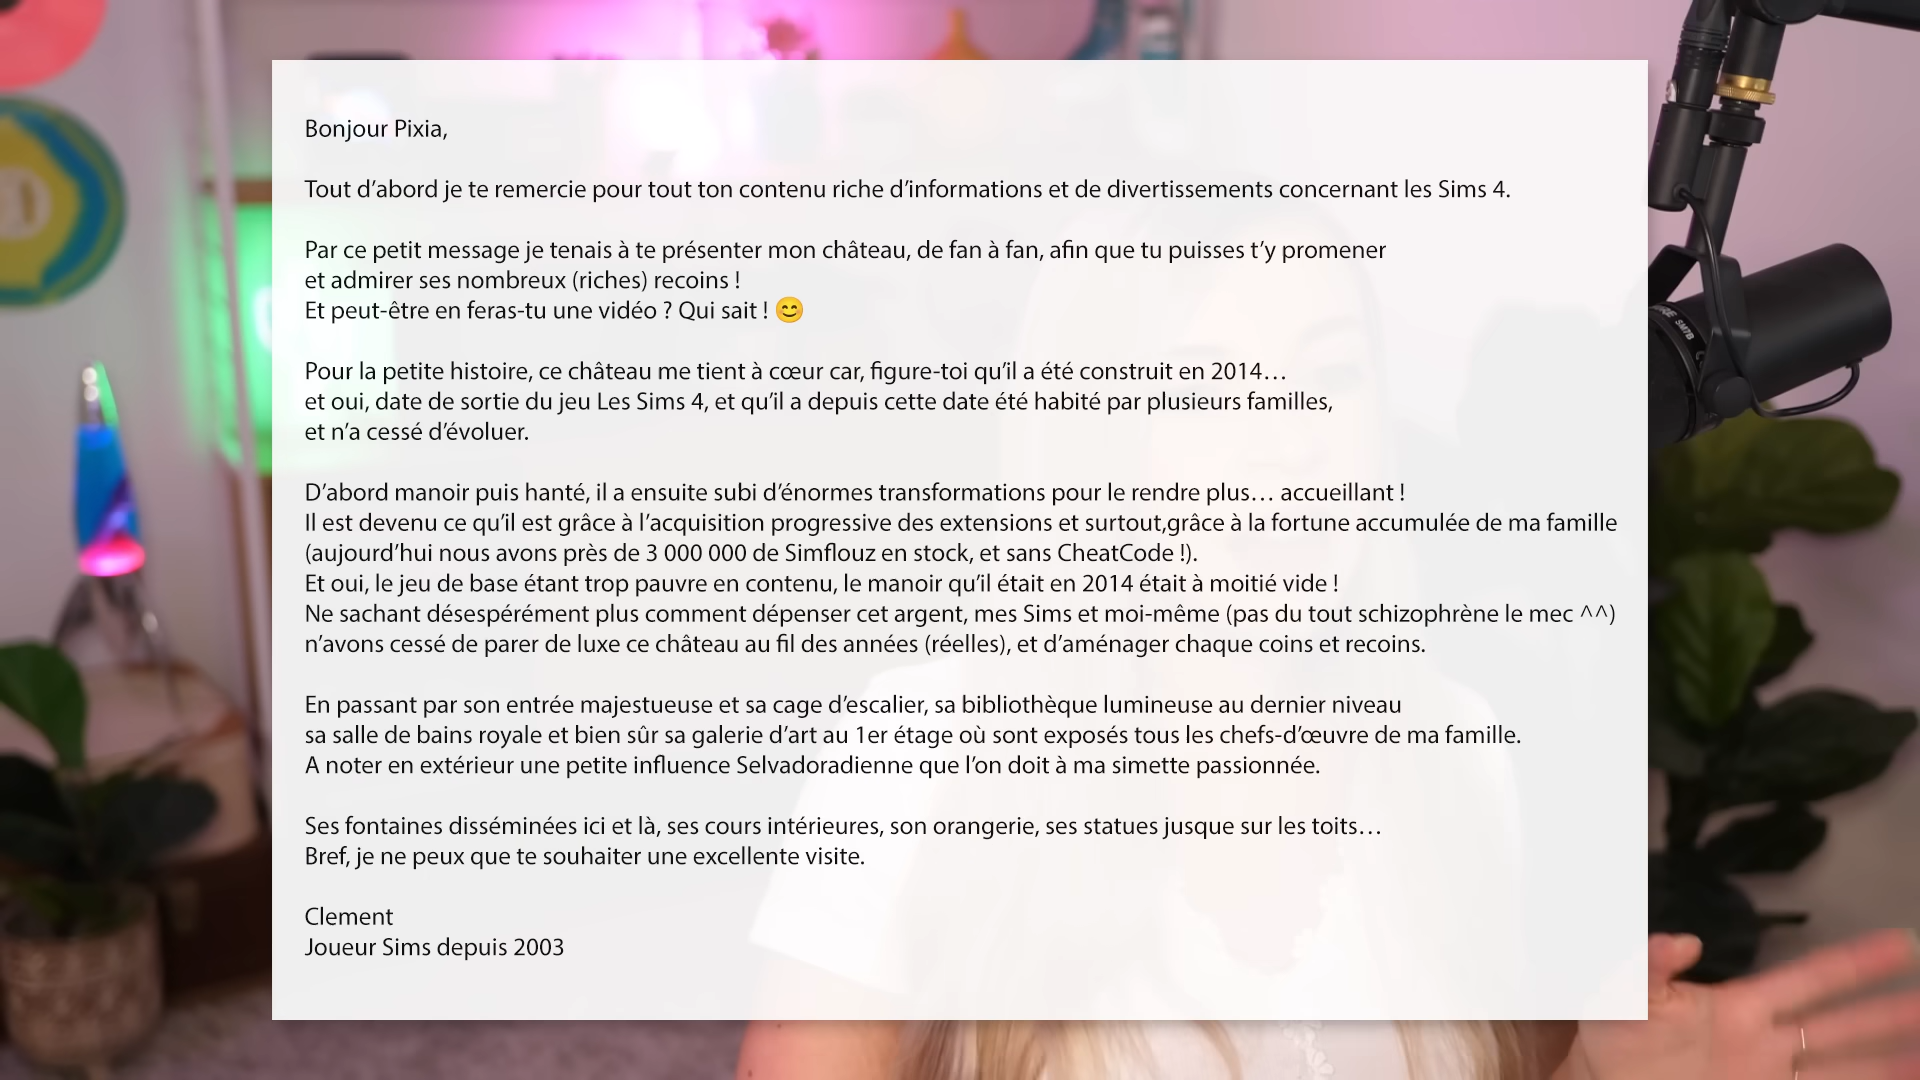 Bonjour Pixia,
Tout d’abord je te remercie pour tout ton contenu riche d’informations et de divertissements concernant les Sims 4.
Par ce petit message je tenais à te présenter mon château, de fan à fan, afin que tu puisses t’y promener
et admirer ses nombreux (riches) recoins !
Et peut-être en feras-tu une vidéo ? Qui sait ! 😊
Pour la petite histoire, ce château me tient à cœur car, figure-toi qu’il a été construit en 2014…
et oui, date de sortie du jeu Les Sims 4, et qu’il a depuis cette date été habité par plusieurs familles,
et n’a cessé d’évoluer.
D’abord manoir puis hanté, il a ensuite subi d’énormes transformations pour le rendre plus… accueillant !
Il est devenu ce qu’il est grâce à l’acquisition progressive des extensions et surtout,grâce à la fortune accumulée de ma famille
(aujourd’hui nous avons près de 3 000 000 de Simflouz en stock, et sans CheatCode !).
Et oui, le jeu de base étant trop pauvre en contenu, le manoir qu’il était en 2014 était à moitié vide !
Ne sachant désespérément plus comment dépenser cet argent, mes Sims et moi-même (pas du tout schizophrène le mec ^^)
n’avons cessé de parer de luxe ce château au fil des années (réelles), et d’aménager chaque coins et recoins.
En passant par son entrée majestueuse et sa cage d’escalier, sa bibliothèque lumineuse au dernier niveau
sa salle de bains royale et bien sûr sa galerie d’art au 1er étage où sont exposés tous les chefs-d’œuvre de ma famille.
A noter en extérieur une petite influence Selvadoradienne que l’on doit à ma simette passionnée.
Ses fontaines disséminées ici et là, ses cours intérieures, son orangerie, ses statues jusque sur les toits…
Bref, je ne peux que te souhaiter une excellente visite.
Clement
Joueur Sims depuis 2003
SM7B